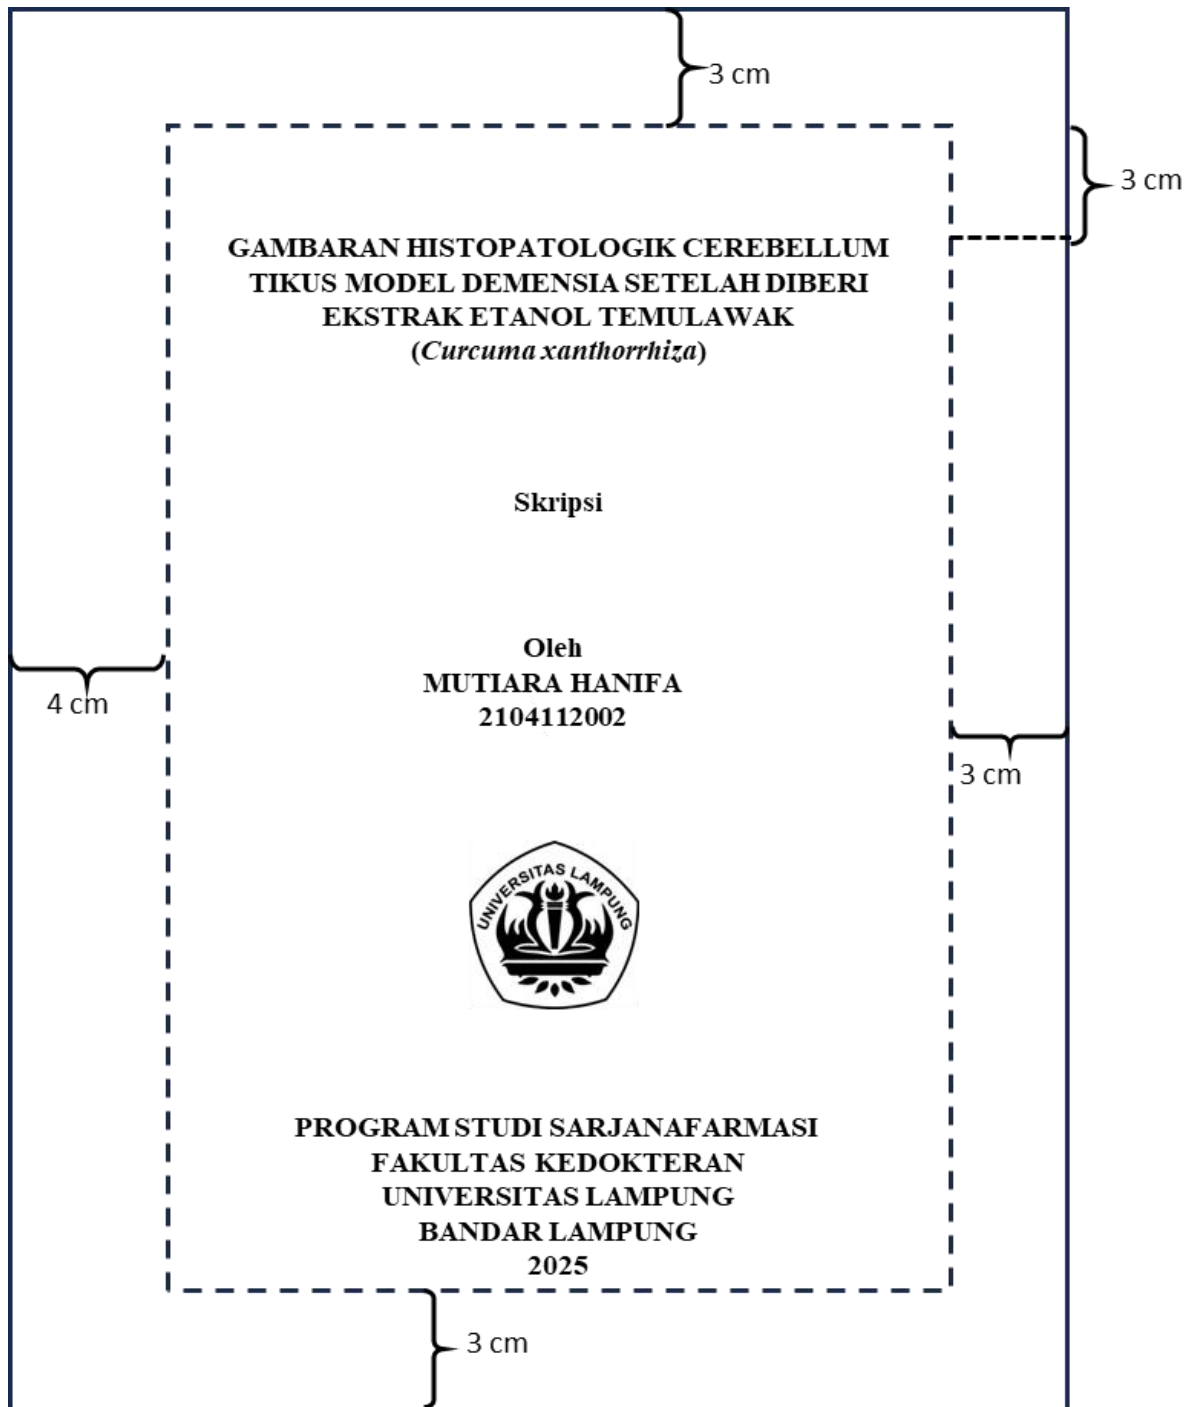 3 cm
3 cm
GAMBARAN HISTOPATOLOGIK CEREBELLUM
TIKUS MODEL DEMENSIA SETELAH DIBERI
EKSTRAK ETANOL TEMULAWAK
(Curcuma xanthorrhiza)
Skripsi
Oleh
MUTIARA HANIFA
2104112002
4 cm
3 cm
UNIVERSITAS LAMPUNG
PROGRAM STUDI SARJANAFARMASI
FAKULTAS KEDOKTERAN
UNIVERSITAS LAMPUNG
BANDAR LAMPUNG
2025
3 cm